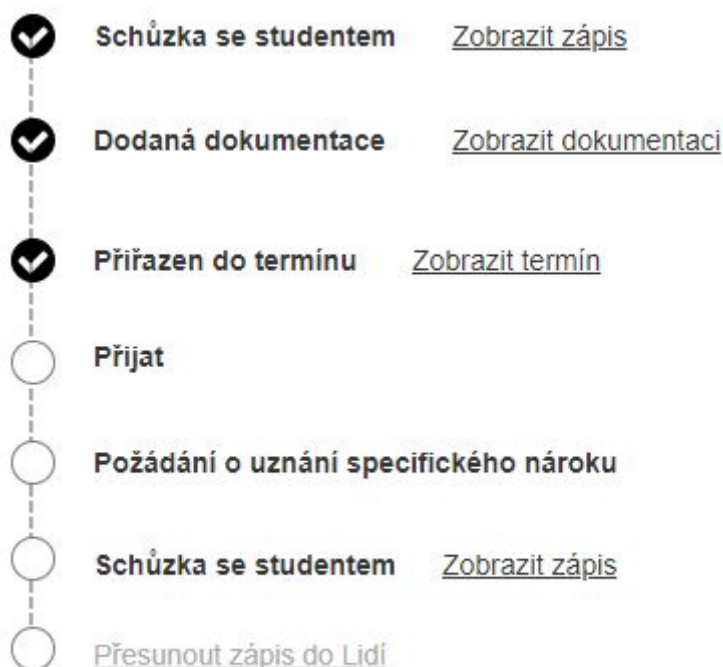 Schůzka se studentem Zobrazit zápis
Dodaná dokumentace Zobrazit dokumentaci
Přiřazen do termínu Zobrazit termín
Přijat
Požádání o uznání specifického nároku
Schůzka se studentem Zobrazit zápis
Přesunout zápis do Lidí